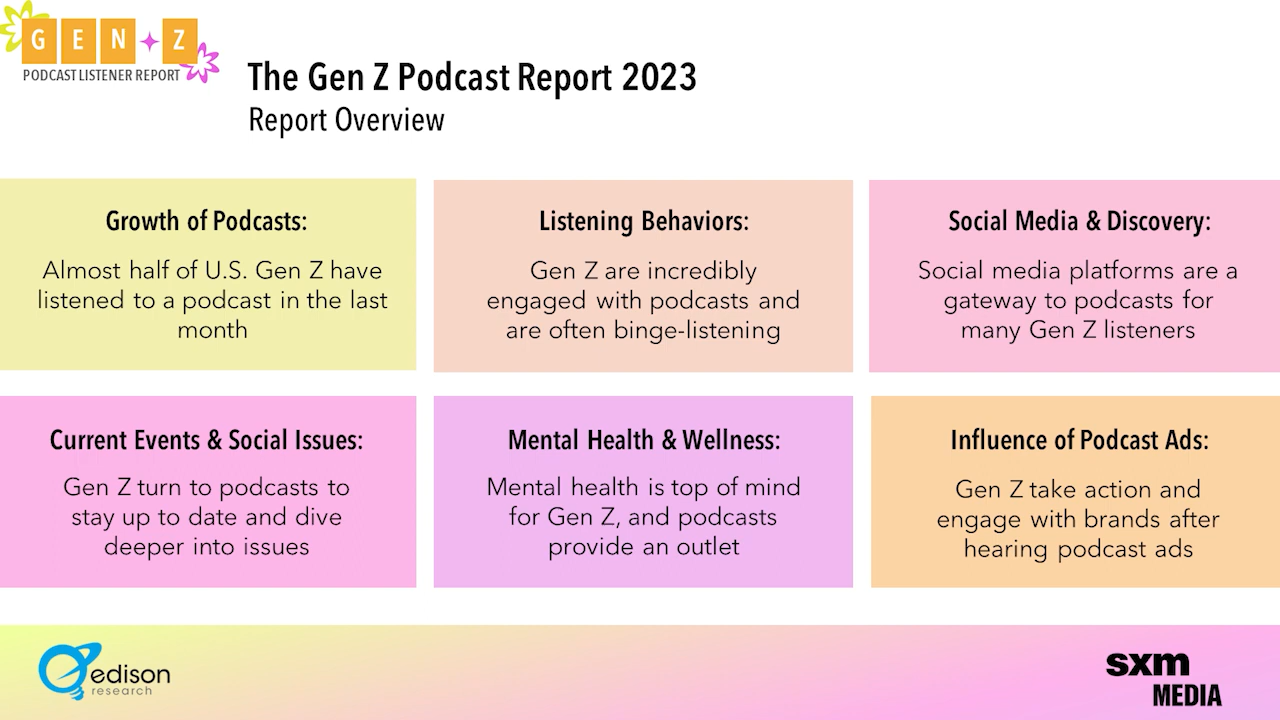 GEN Z
PODCAST LISTENER REPORT
The Gen Z Podcast Report 2023
Report Overview
Growth of Podcasts:
Almost half of U.S. Gen Z have
listened to a podcast in the last
month
Listening Behaviors:
Gen Z are incredibly
engaged with podcasts and
are often binge-listening
Social Media & Discovery:
Social media platforms are a
gateway to podcasts for
many Gen Z listeners
Current Events & Social Issues:
Gen Z turn to podcasts to
stay up to date and dive
deeper into issues
Mental Health & Wellness:
Mental health is top of mind
for Gen Z, and podcasts
provide an outlet
Influence of Podcast Ads:
Gen Z take action and
engage with brands after
hearing podcast ads
edison
research
sxm
MEDIA